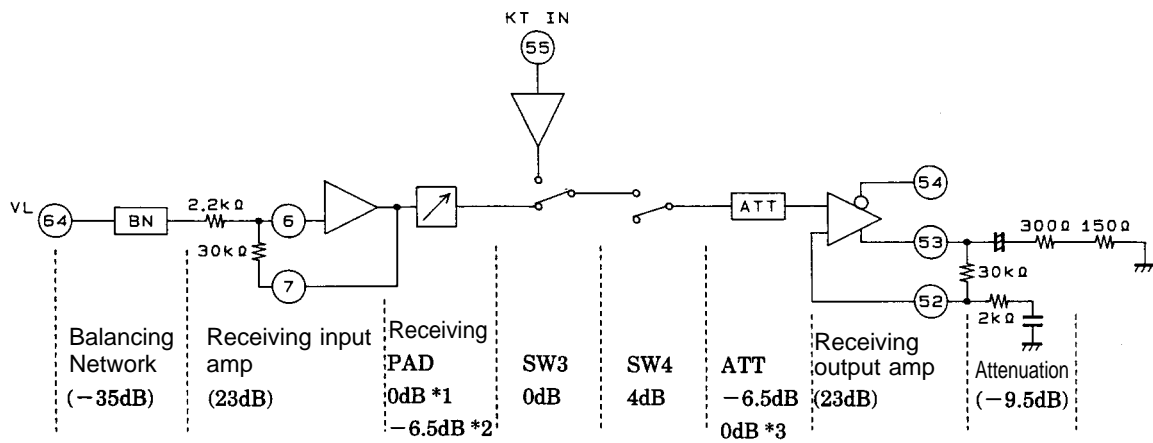 KT IN
55
VL
64
BN
2.2kΩ
6
30kΩ
7
ATT
54
53
52
300Ω 150Ω
30kΩ
2kΩ
Balancing
Network
(−35dB)
Receiving input
amp
(23dB)
Receiving
PAD
0dB *1
−6.5dB *2
SW3
0dB
SW4
4dB
ATT
−6.5dB
0dB *3
Receiving
output amp
(23dB)
Attenuation
(−9.5dB)